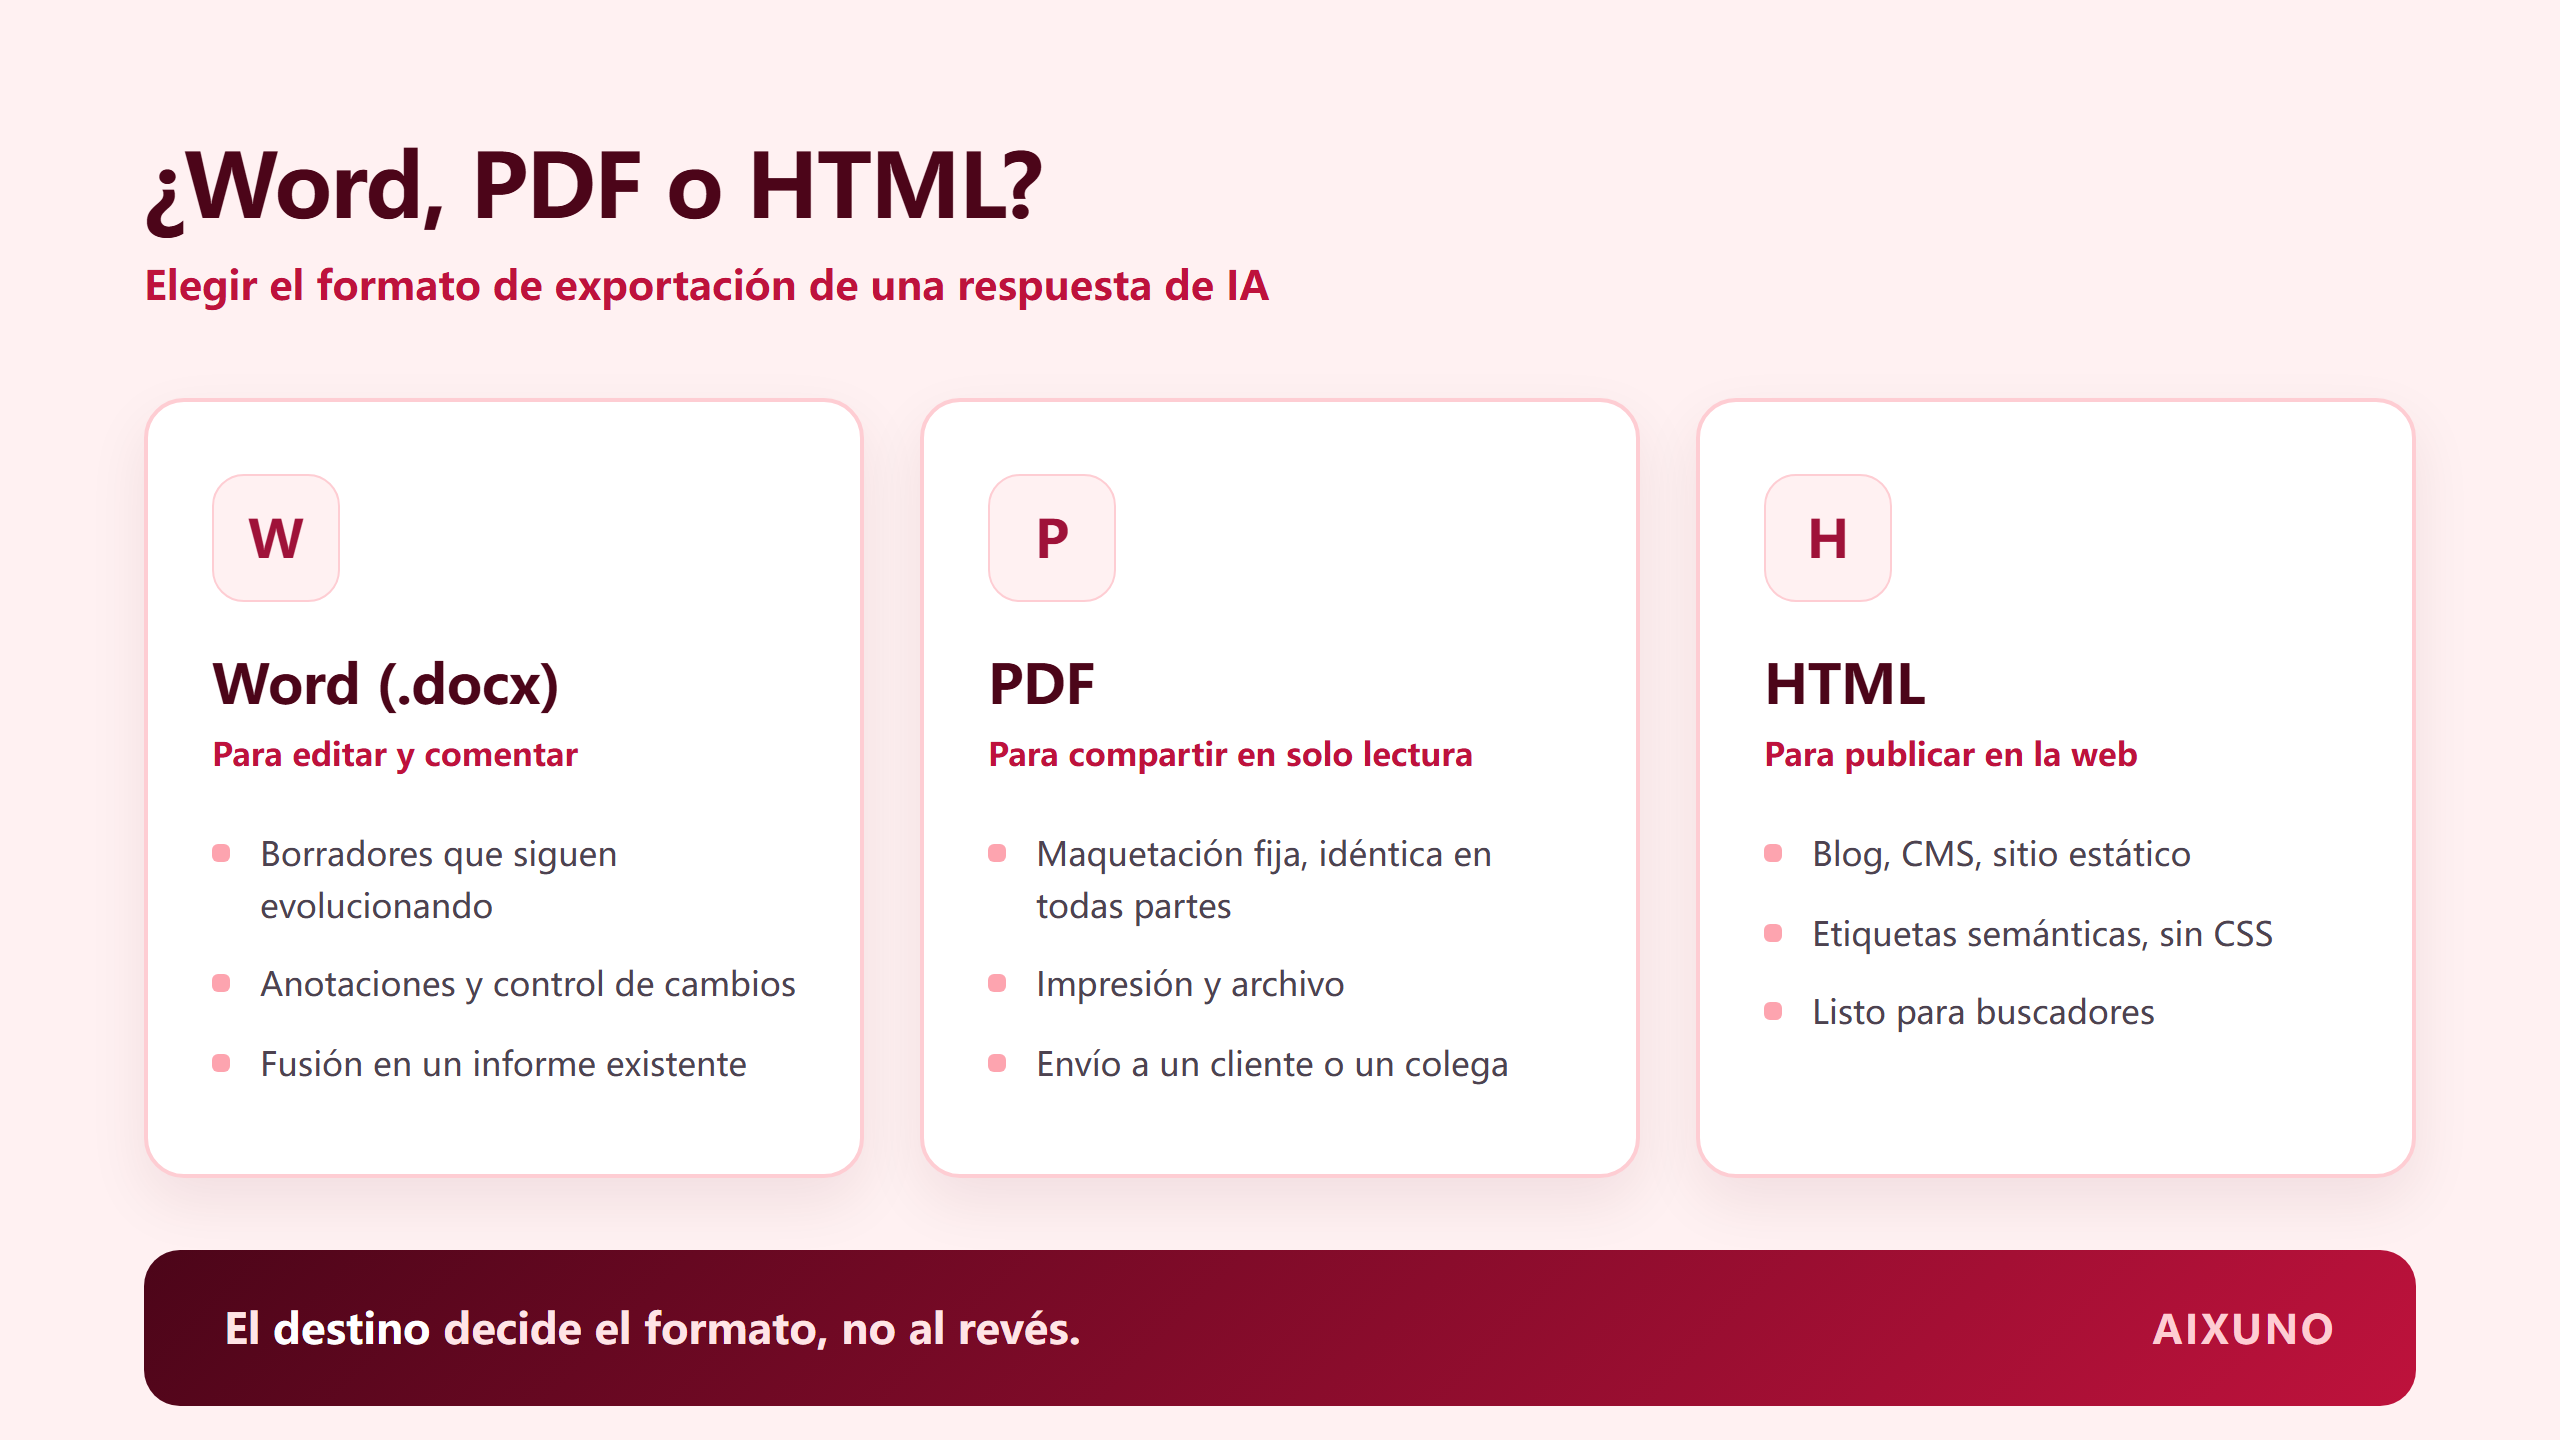 ¿Word, PDF o HTML?
Elegir el formato de exportación de una respuesta de IA
W
Word (.docx)
Para editar y comentar
Borradores que siguen
evolucionando
Anotaciones y control de cambios
Fusión en un informe existente
P
PDF
Para compartir en solo lectura
Maquetación fija, idéntica en
todas partes
Impresión y archivo
Envío a un cliente o un colega
H
HTML
Para publicar en la web
Blog, CMS, sitio estático
Etiquetas semánticas, sin CSS
Listo para buscadores
El destino decide el formato, no al revés.
AIXUNO